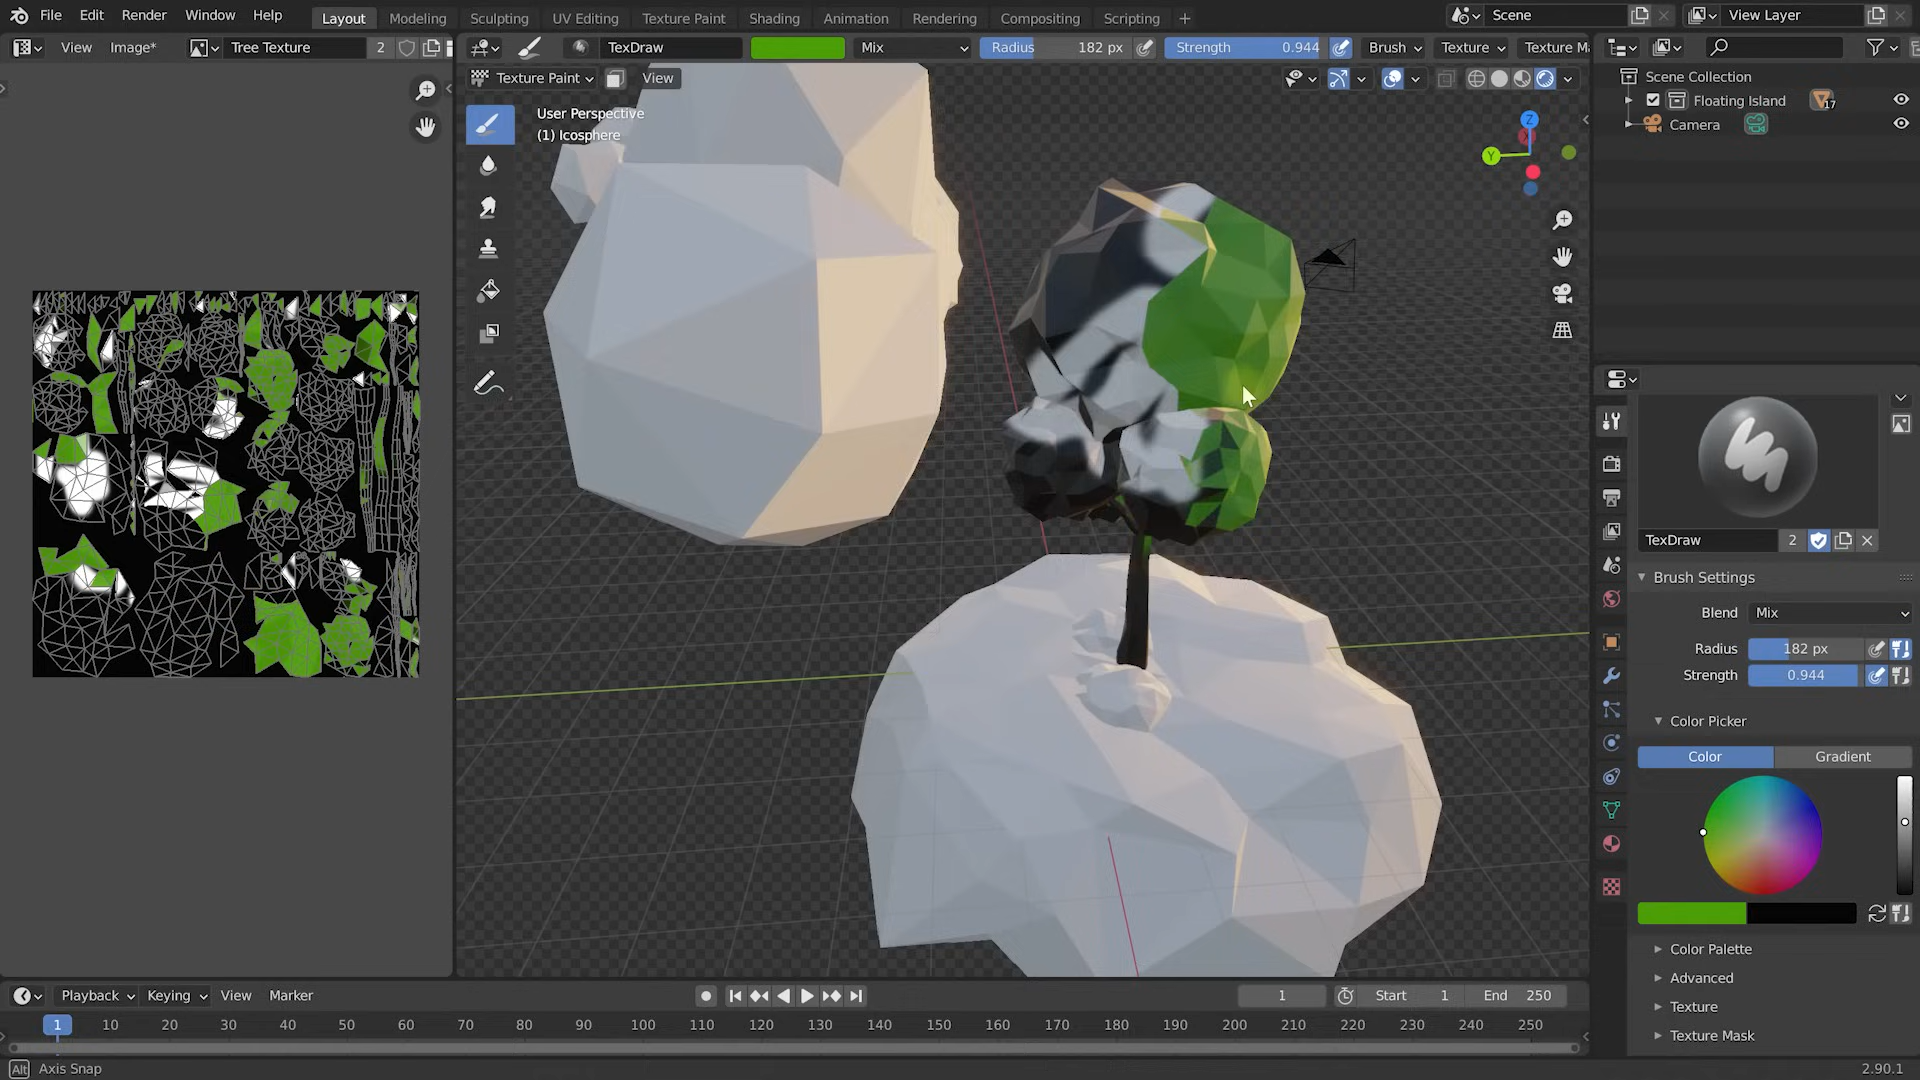 File Edit Render Window Help Layout Modeling Sculpting UV Editing Texture Paint Shading Animation Rendering Compositing Scripting + Scene View Layer
View Image* Tree Texture 2 TexDraw Mix Radius 182 px Strength 0.944 Brush Texture Texture Ma
Texture Paint View
User Perspective
(1) Icosphere
Z
Y
Scene Collection
Floating Island 17
Camera
TexDraw 2
Brush Settings
Blend Mix
Radius 182 px
Strength 0.944
Color Picker
Color Gradient
Color Palette
Advanced
Texture
Texture Mask
Playback Keying View Marker 1 Start 1 End 250
1 10 20 30 40 50 60 70 80 90 100 110 120 130 140 150 160 170 180 190 200 210 220 230 240 250
Alt Axis Snap 2.90.1